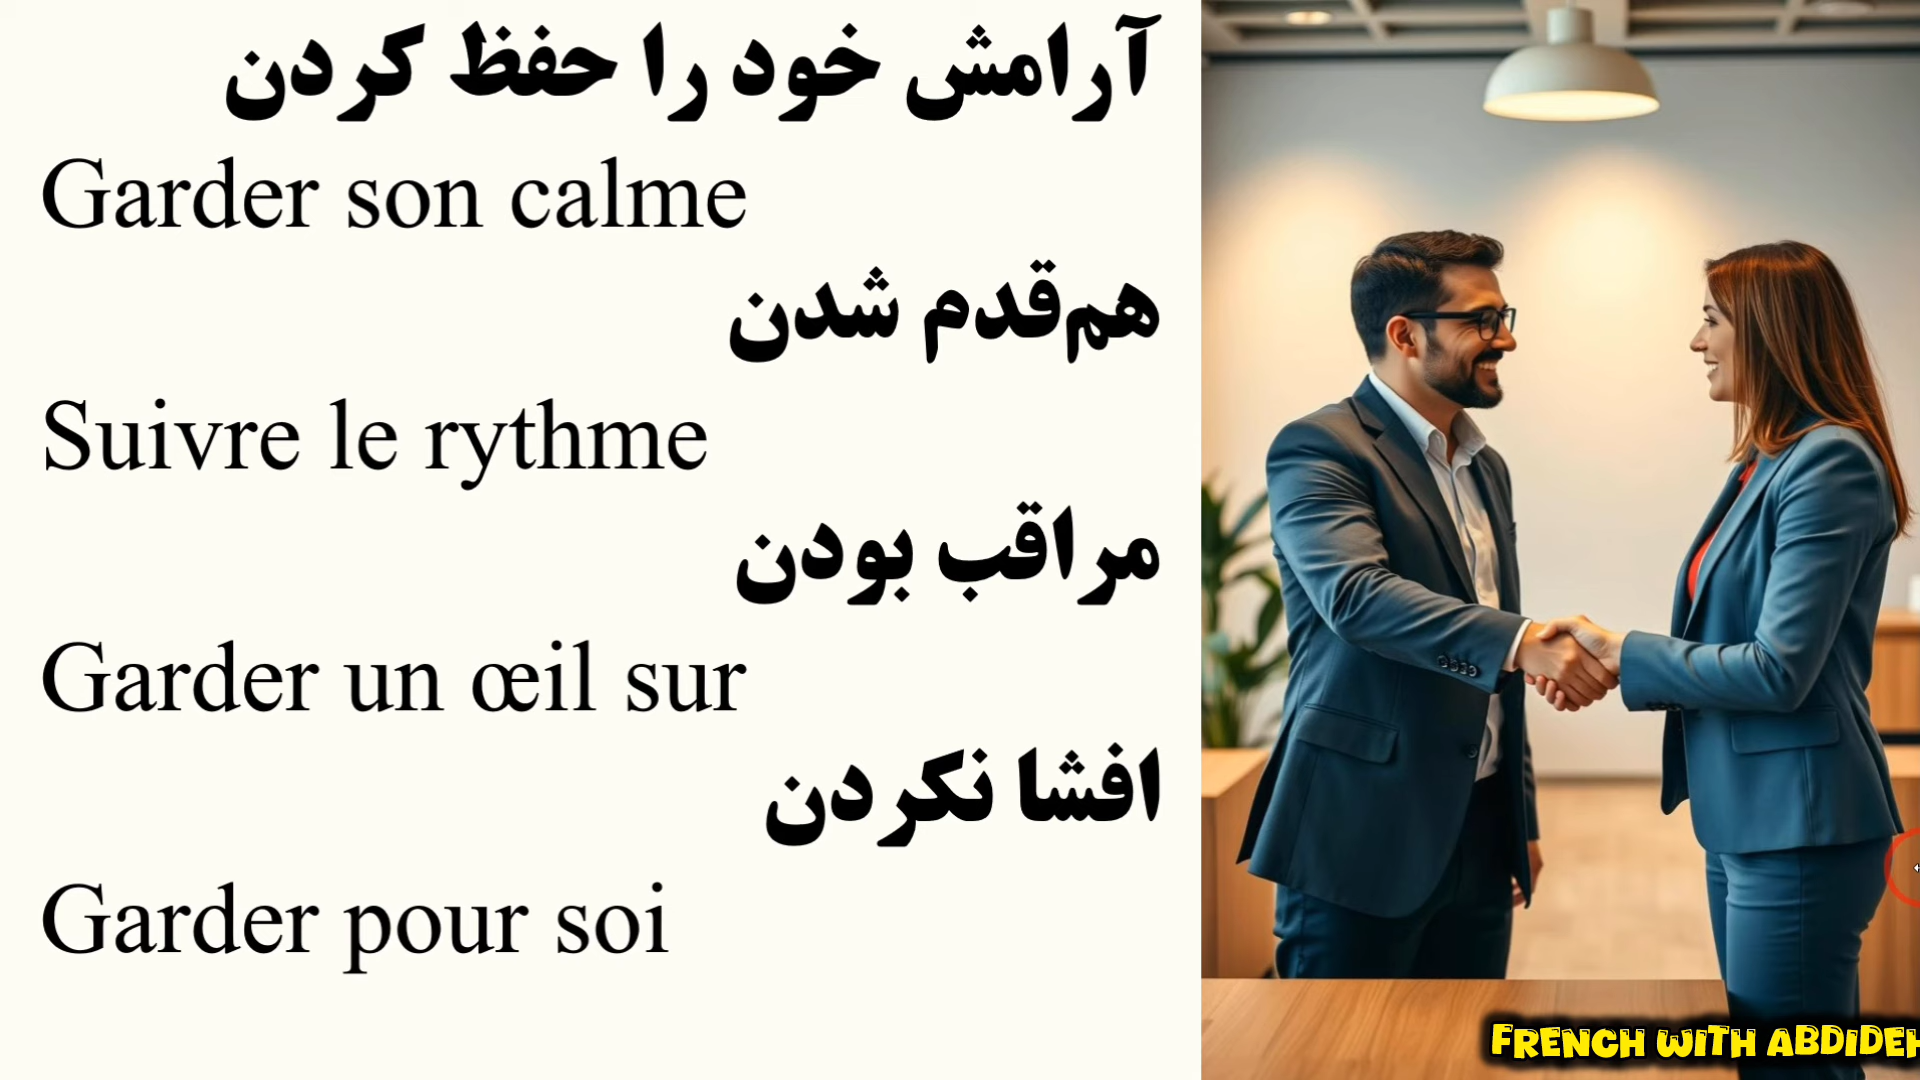 آرامش خود را حفظ کردن
Garder son calme
هم‌قدم شدن
Suivre le rythme
مراقب بودن
Garder un œil sur
افشا نکردن
Garder pour soi
FRENCH WITH ABDIDEH